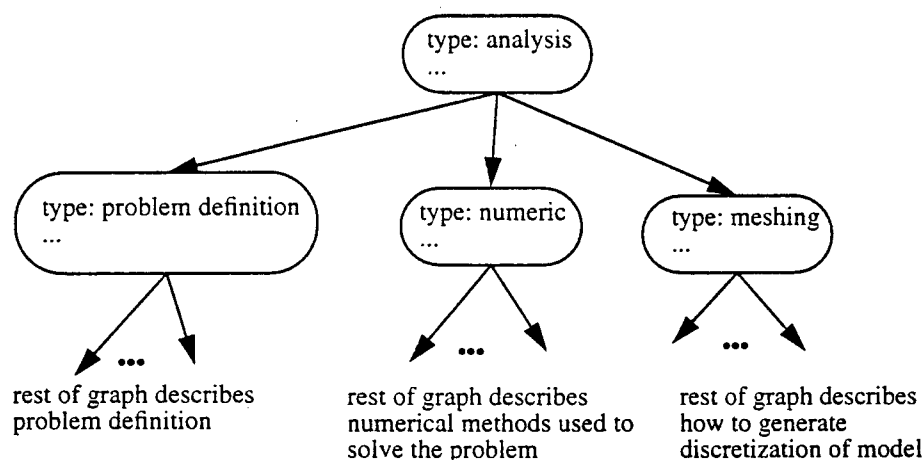 type: analysis
...
type: problem definition
...
type: numeric
...
type: meshing
...
...
...
...
rest of graph describes
problem definition
rest of graph describes
numerical methods used to
solve the problem
rest of graph describes
how to generate
discretization of model